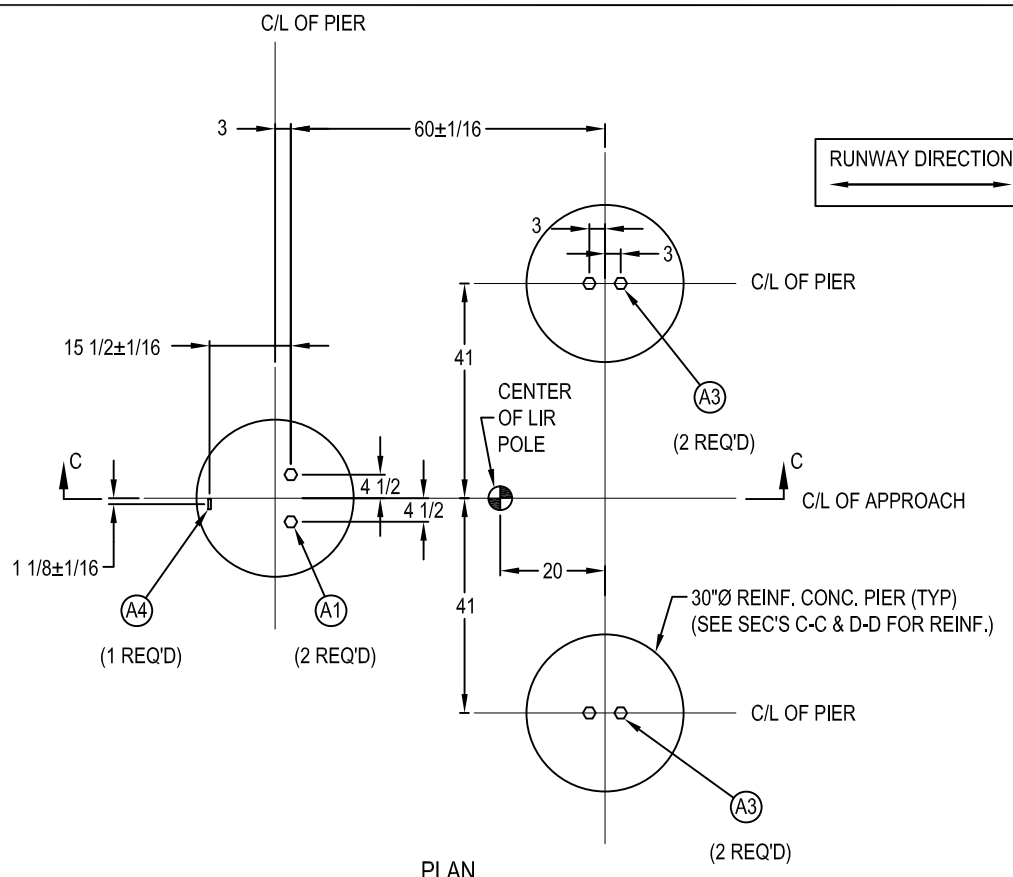 C/L OF PIER
3
60±1/16
RUNWAY DIRECTION
3
3
C/L OF PIER
15 1/2±1/16
41
A3
(2 REQ'D)
CENTER
OF LIR
POLE
C
4 1/2
C
C/L OF APPROACH
4 1/2
1 1/8±1/16
20
A4
(1 REQ'D)
A1
(2 REQ'D)
41
30"Ø REINF. CONC. PIER (TYP)
(SEE SEC'S C-C & D-D FOR REINF.)
C/L OF PIER
A3
(2 REQ'D)
PLAN